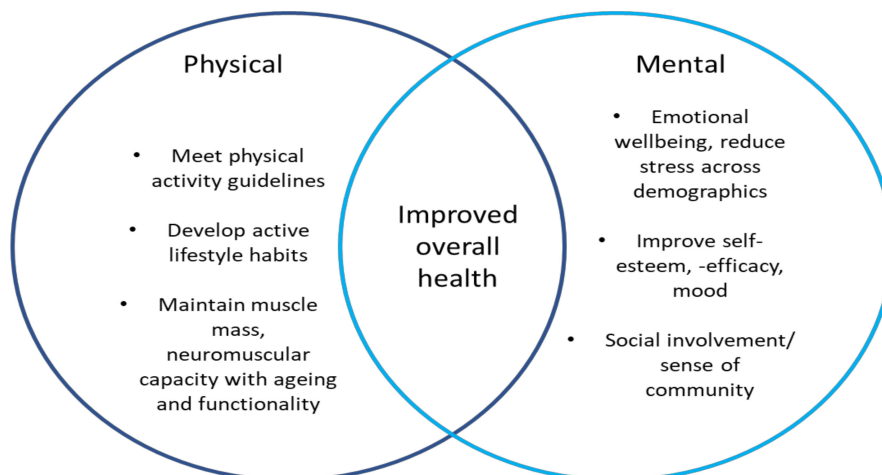 Physical
• Meet physical
activity guidelines
• Develop active
lifestyle habits
• Maintain muscle
mass,
neuromuscular
capacity with ageing
and functionality
Improved
overall
health
Mental
• Emotional
wellbeing, reduce
stress across
demographics
• Improve self-
esteem, -efficacy,
mood
• Social involvement/
sense of
community